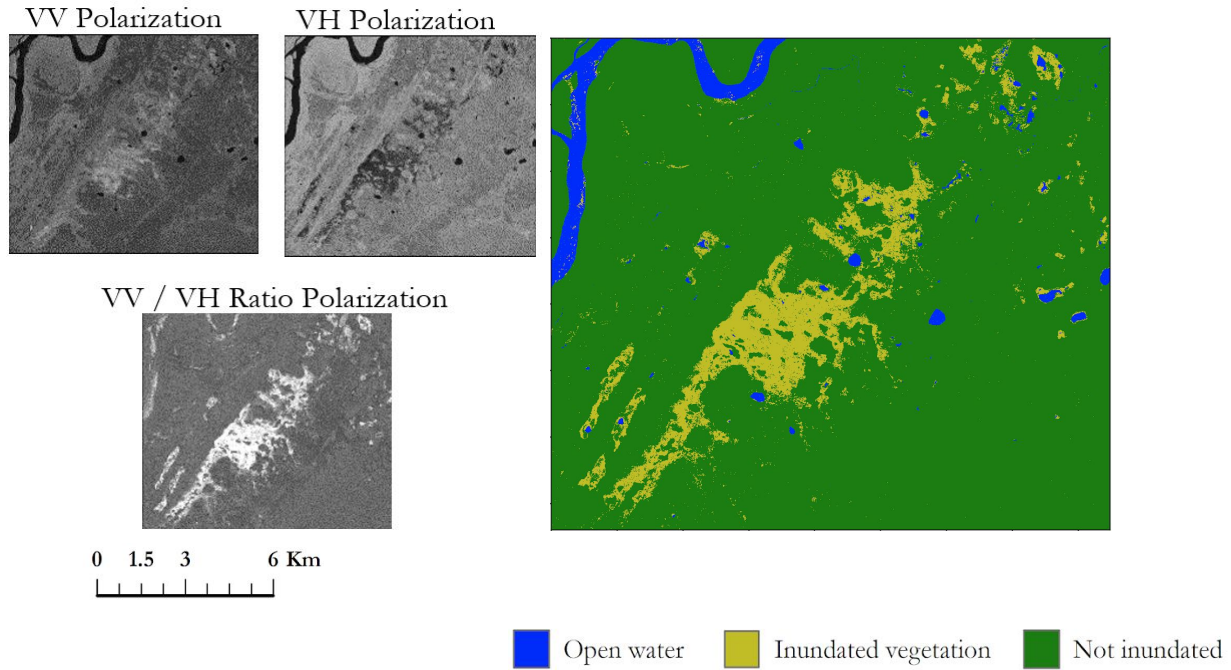 VV Polarization
VH Polarization
VV / VH Ratio Polarization
0 1.5 3 6 Km
Open water
Inundated vegetation
Not inundated